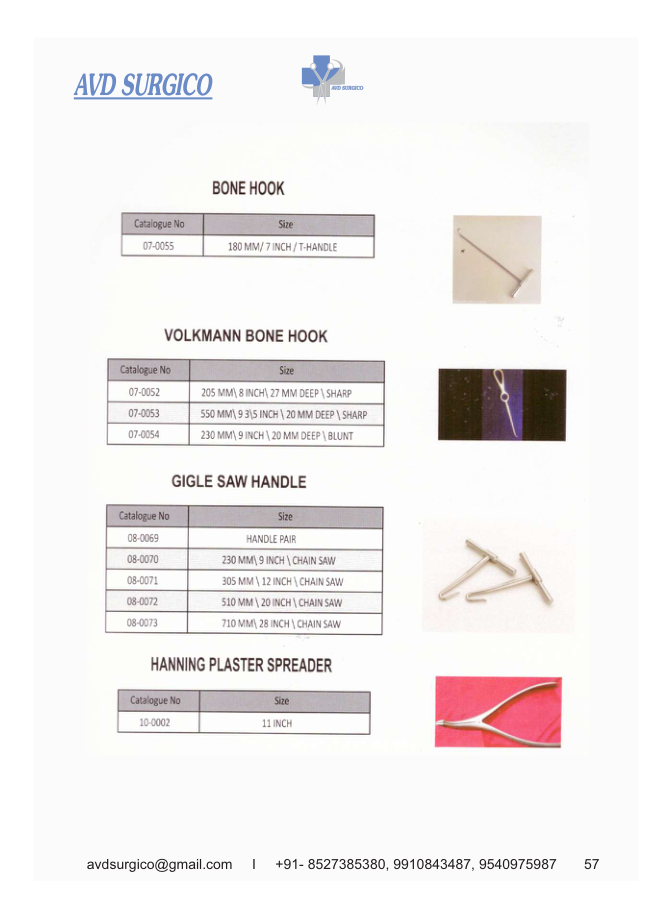 AVD SURGICO
AVD SURGICO
BONE HOOK
Catalogue No Size
07-0055 180 MM/ 7 INCH / T-HANDLE
VOLKMANN BONE HOOK
Catalogue No Size
07-0052 205 MM\ 8 INCH\ 27 MM DEEP \ SHARP
07-0053 550 MM\ 9 3\5 INCH \ 20 MM DEEP \ SHARP
07-0054 230 MM\ 9 INCH \ 20 MM DEEP \ BLUNT
GIGLE SAW HANDLE
Catalogue No Size
08-0069 HANDLE PAIR
08-0070 230 MM\ 9 INCH \ CHAIN SAW
08-0071 305 MM \ 12 INCH \ CHAIN SAW
08-0072 510 MM \ 20 INCH \ CHAIN SAW
08-0073 710 MM\ 28 INCH \ CHAIN SAW
HANNING PLASTER SPREADER
Catalogue No Size
10-0002 11 INCH
avdsurgico@gmail.com I +91- 8527385380, 9910843487, 9540975987 57